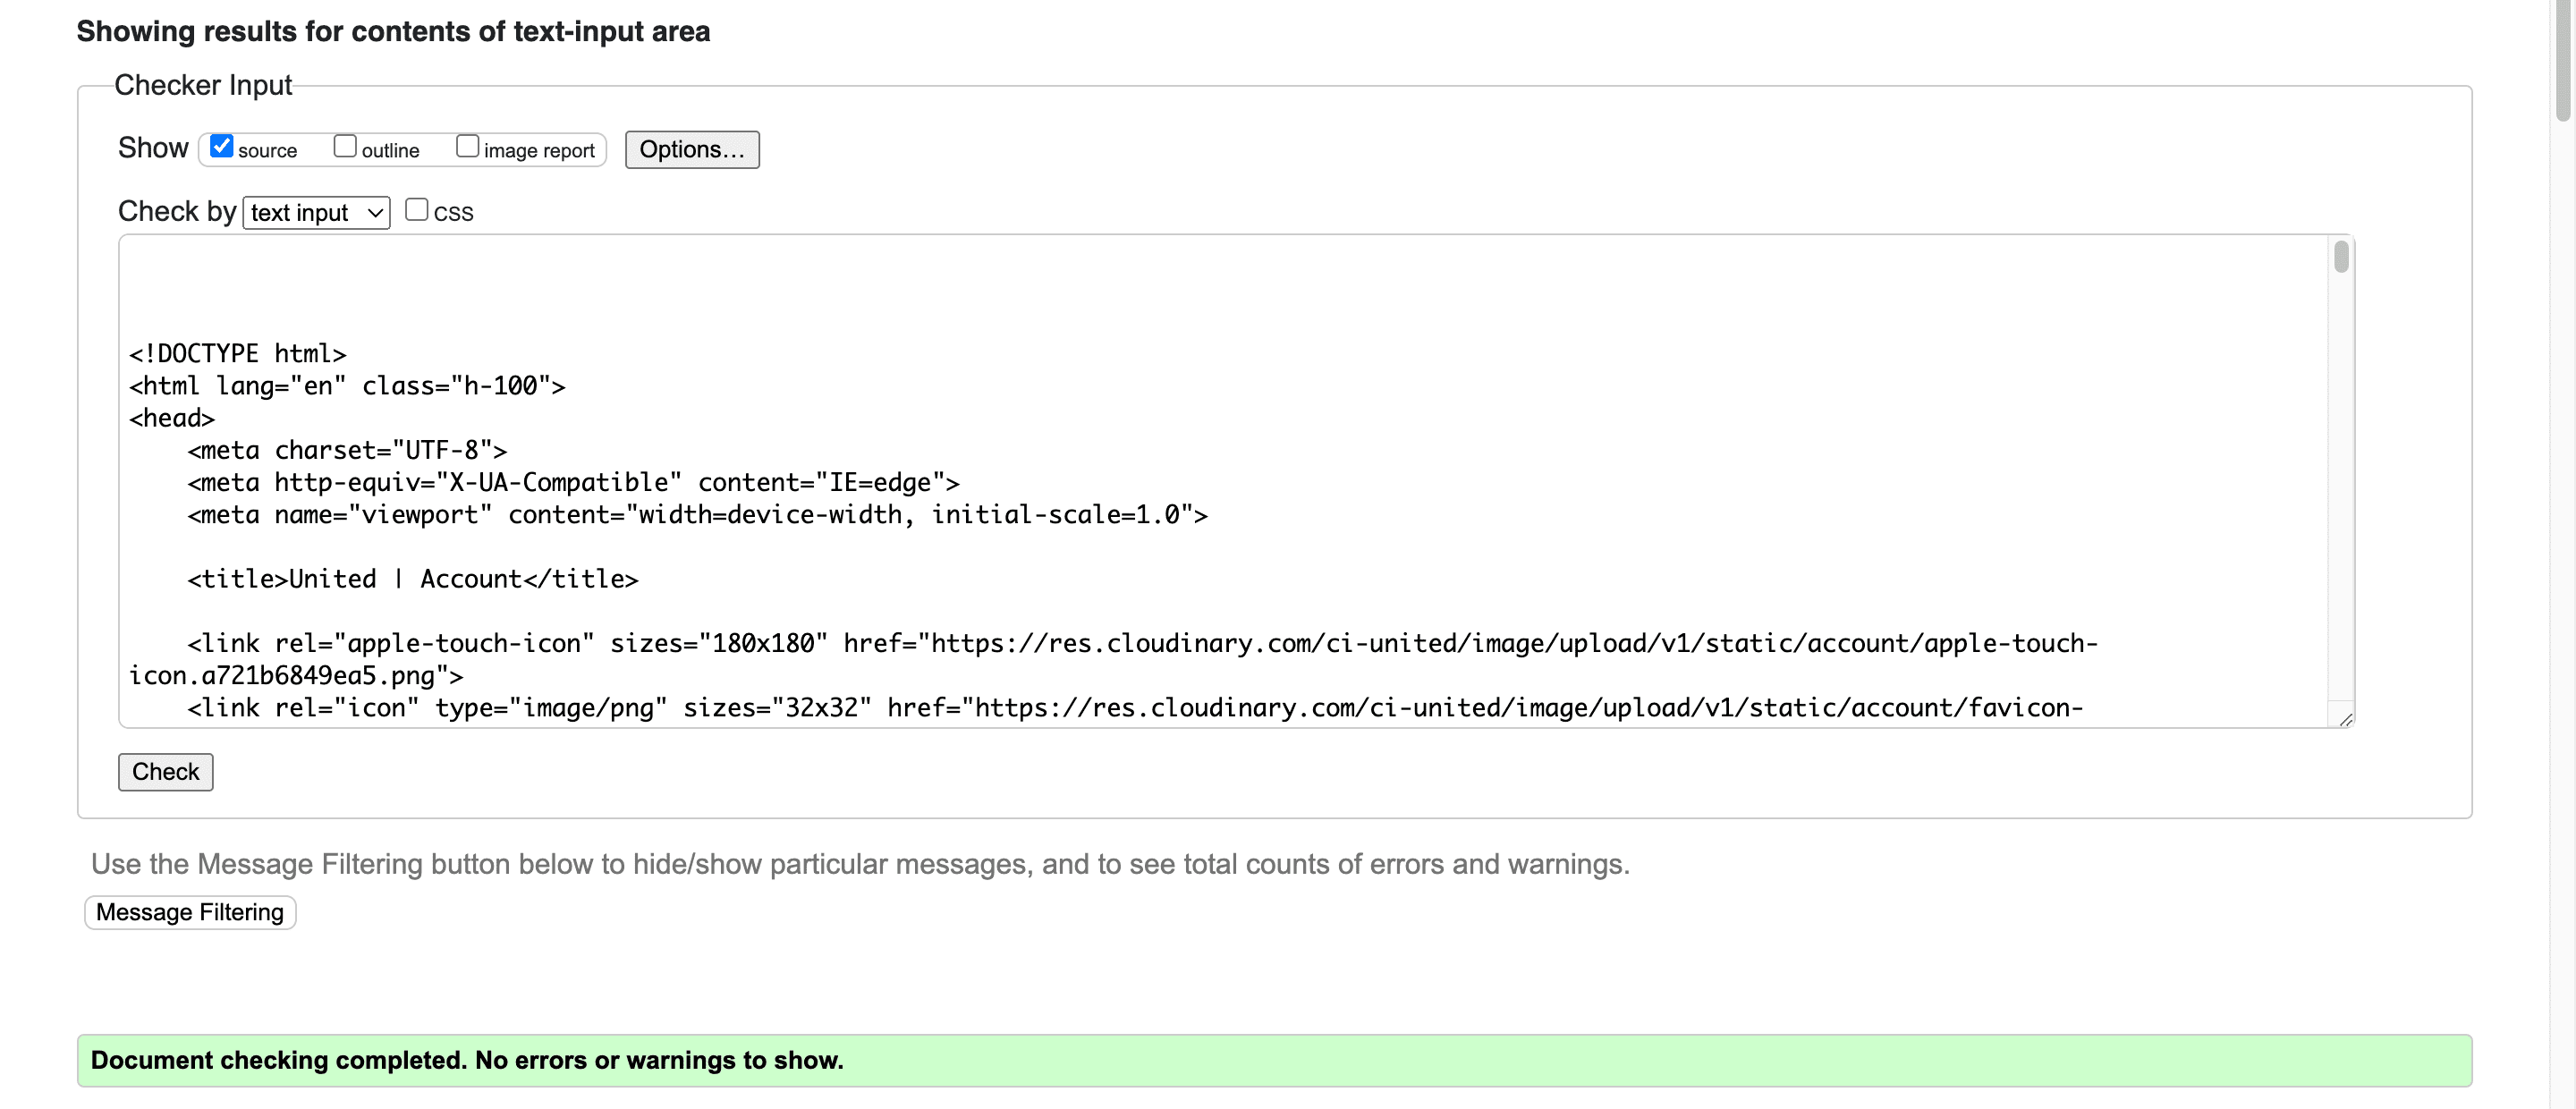 Showing results for contents of text-input area
Checker Input
Show source outline image report Options...
Check by text input CSS
<!DOCTYPE html>
<html lang="en" class="h-100">
<head>
<meta charset="UTF-8">
<meta http-equiv="X-UA-Compatible" content="IE=edge">
<meta name="viewport" content="width=device-width, initial-scale=1.0">
<title>United | Account</title>
<link rel="apple-touch-icon" sizes="180x180" href="https://res.cloudinary.com/ci-united/image/upload/v1/static/account/apple-touch-
icon.a721b6849ea5.png">
<link rel="icon" type="image/png" sizes="32x32" href="https://res.cloudinary.com/ci-united/image/upload/v1/static/account/favicon-
Check
Use the Message Filtering button below to hide/show particular messages, and to see total counts of errors and warnings.
Message Filtering
Document checking completed. No errors or warnings to show.